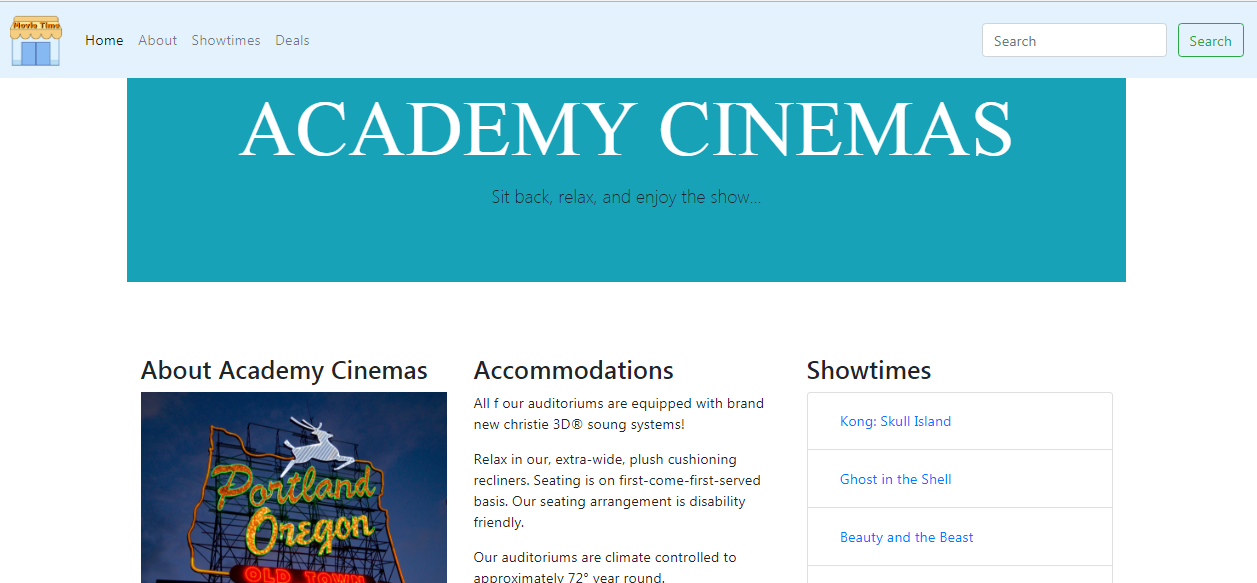 Movie Time
Home About Showtimes Deals
Search
Search
ACADEMY CINEMAS
Sit back, relax, and enjoy the show...
About Academy Cinemas
Portland
Oregon
OLD TOWN
Accommodations
All f our auditoriums are equipped with brand
new christie 3D® soung systems!
Relax in our, extra-wide, plush cushioning
recliners. Seating is on first-come-first-served
basis. Our seating arrangement is disability
friendly.
Our auditoriums are climate controlled to
approximately 72° year round.
Showtimes
Kong: Skull Island
Ghost in the Shell
Beauty and the Beast